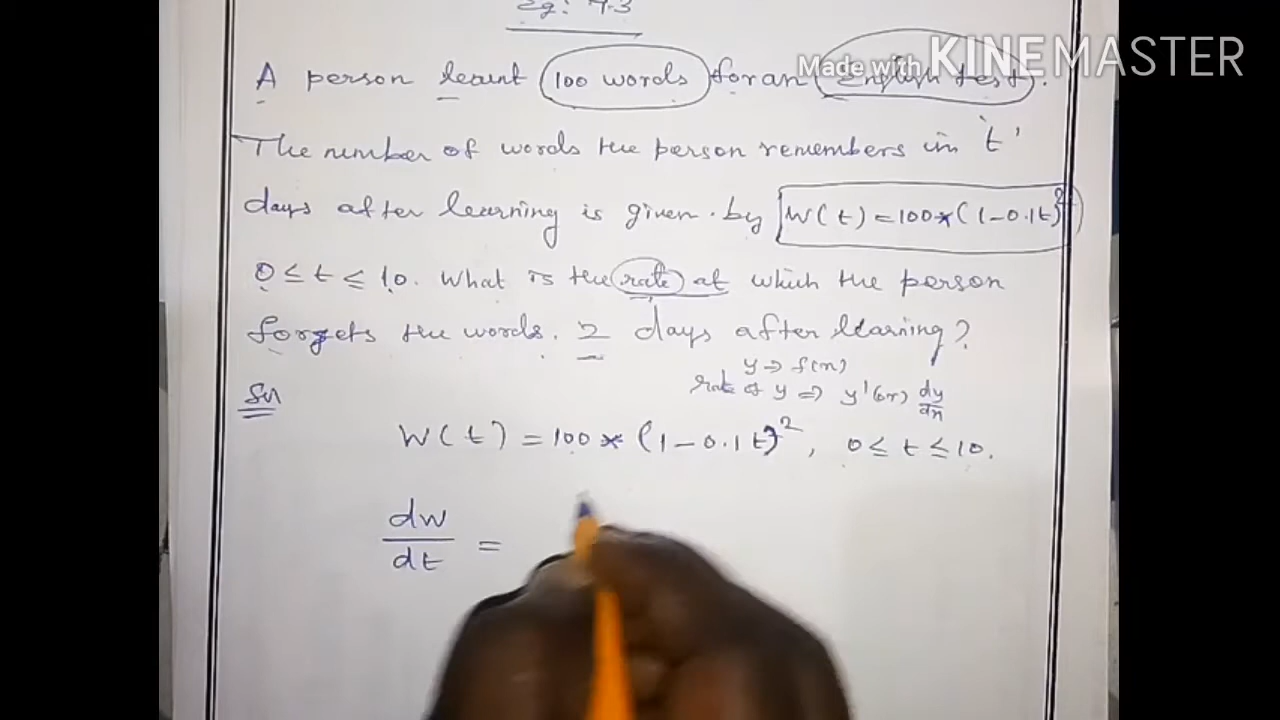 Eg: 7.3
Made with KINEMASTER
A person learnt 100 words for an English test.
The number of words the person remembers in 't'
days after learning is given by W(t) = 100 * (1 - 0.1t)²
0 ≤ t ≤ 10. What is the rate at which the person
forgets the words. 2 days after learning?
y ⇒ f(x)
rate of y ⇒ y'(or) dy/dx
Sol
W(t) = 100 * (1 - 0.1t)², 0 ≤ t ≤ 10.
dw/dt =